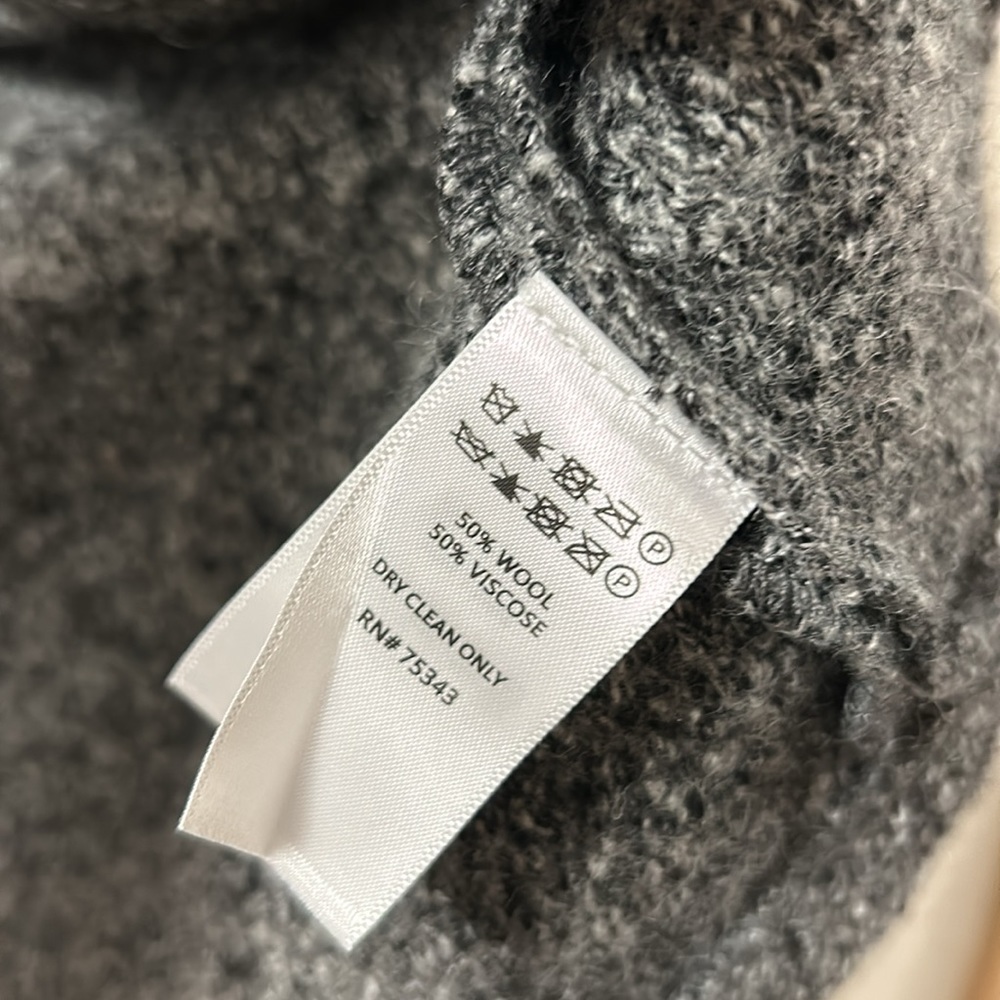 P
P
50% WOOL
50% VISCOSE
DRY CLEAN ONLY
RN# 75343